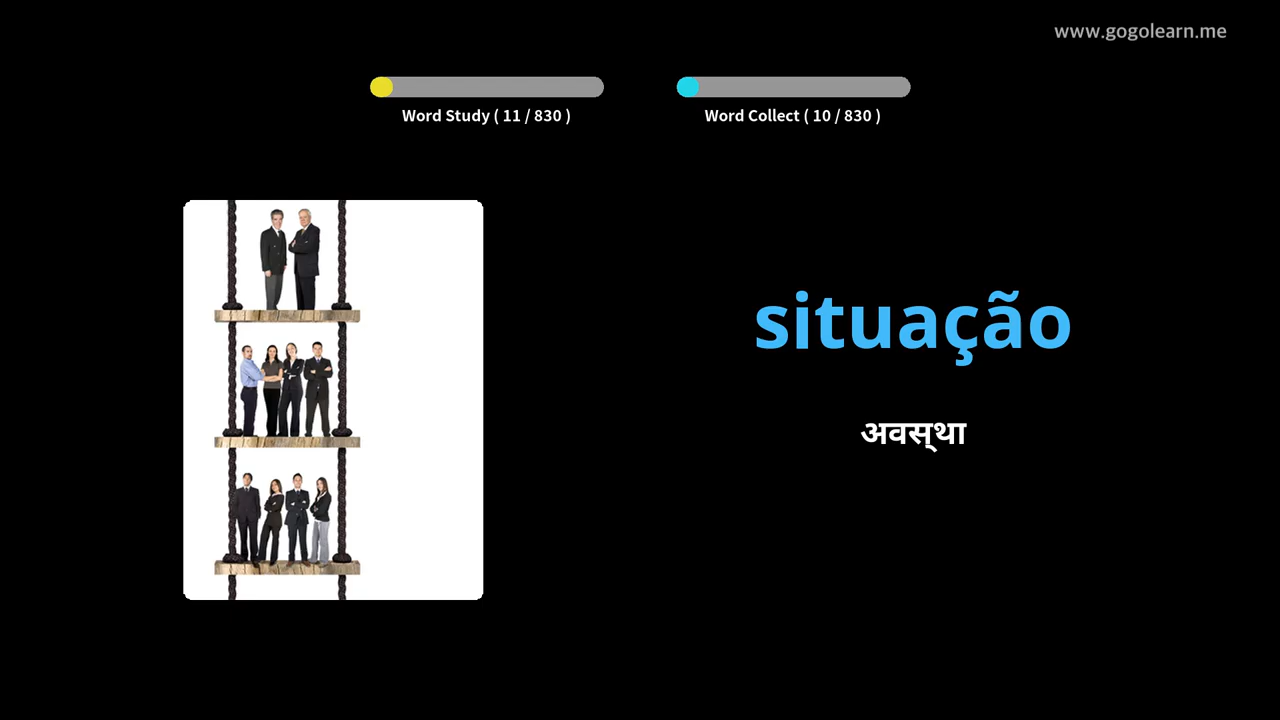 www.gogolearn.me
Word Study ( 11 / 830 )
Word Collect ( 10 / 830 )
situação
अवस्था